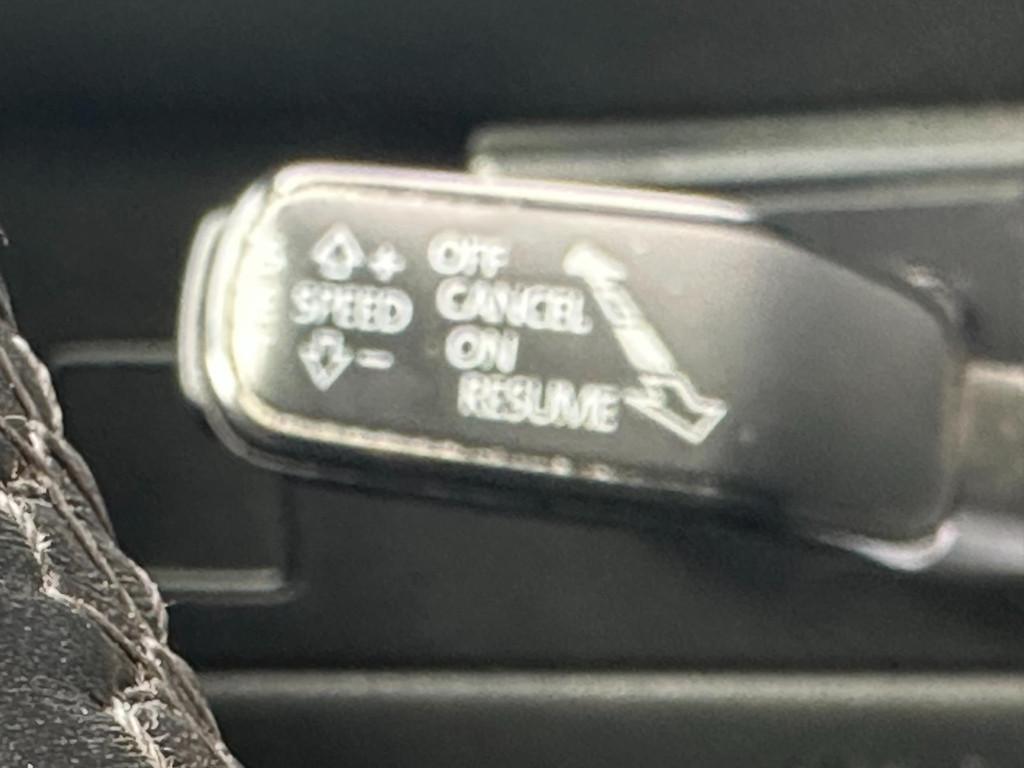 + OFF
SPEED CANCEL
- ON
RESUME